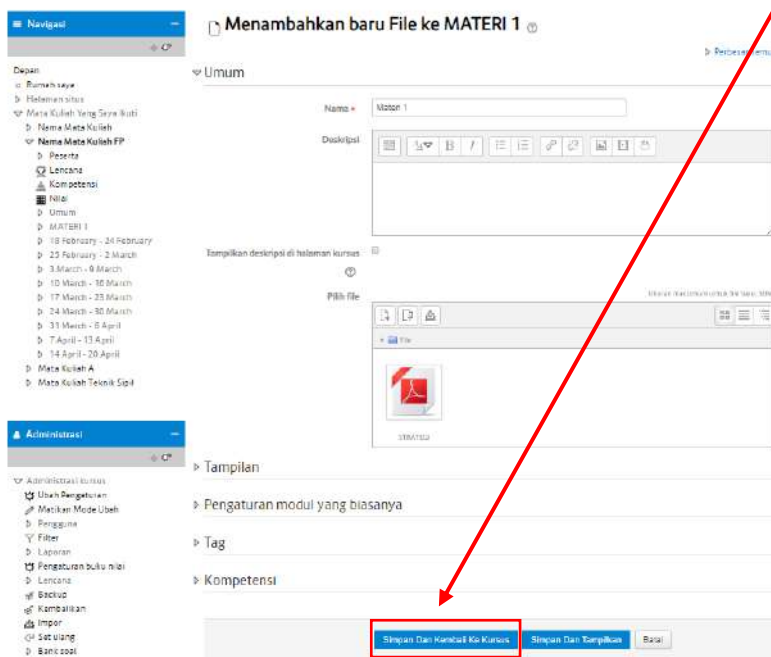 Navigasi
Depan
Rumah saya
Halaman situs
Mata Kuliah Yang Saya Ikuti
Nama Mata Kuliah
Nama Mata Kuliah FP
Peserta
Lencana
Kompetensi
Nilai
Umum
MATERI 1
18 February - 24 February
25 February - 2 March
3 March - 9 March
10 March - 16 March
17 March - 23 March
24 March - 30 March
31 March - 6 April
7 April - 13 April
14 April - 20 April
Mata Kuliah A
Mata Kuliah Teknik Sipil
Administrasi
Administrasi kursus
Ubah Pengaturan
Matikan Mode Ubah
Pengguna
Filter
Laporan
Pengaturan buku nilai
Lencana
Backup
Kembalikan
Impor
Set ulang
Bank soal
Menambahkan baru File ke MATERI 1
Umum
Nama
Materi 1
Deskripsi
B I
Tampilkan deskripsi di halaman kursus
Pilih file
File
Tampilan
Pengaturan modul yang biasanya
Tag
Kompetensi
Simpan Dan Kembali Ke Kursus
Simpan Dan Tampilkan
Batal